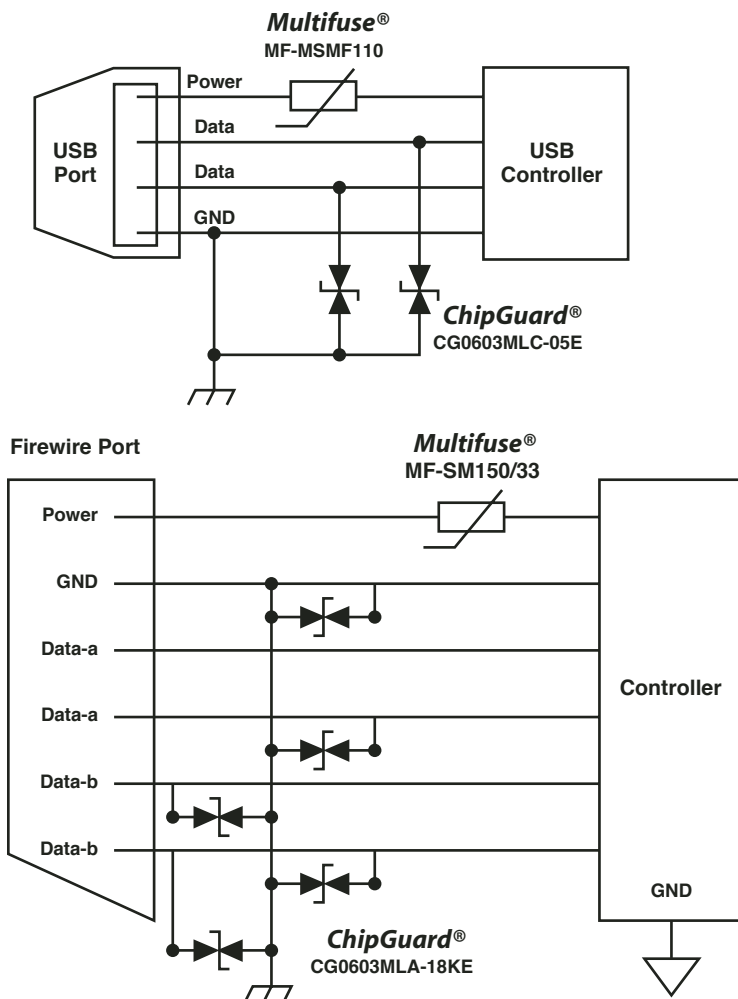 Multifuse®
MF-MSMF110
Power
Data
USB
Port
Data
GND
USB
Controller
ChipGuard®
CG0603MLC-05E
Firewire Port
Multifuse®
MF-SM150/33
Power
GND
Data-a
Data-a
Data-b
Data-b
Controller
GND
ChipGuard®
CG0603MLA-18KE